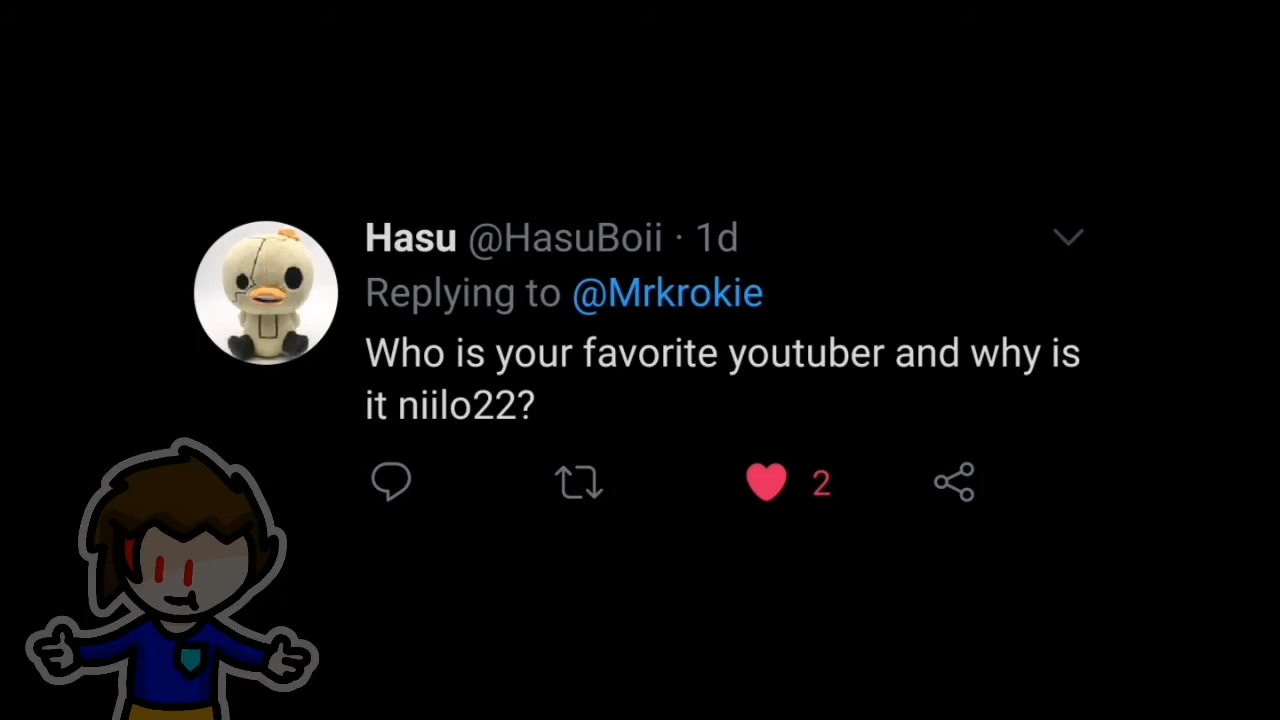 Hasu @HasuBoii · 1d
Replying to @Mrkrokie
Who is your favorite youtuber and why is
it niilo22?
2